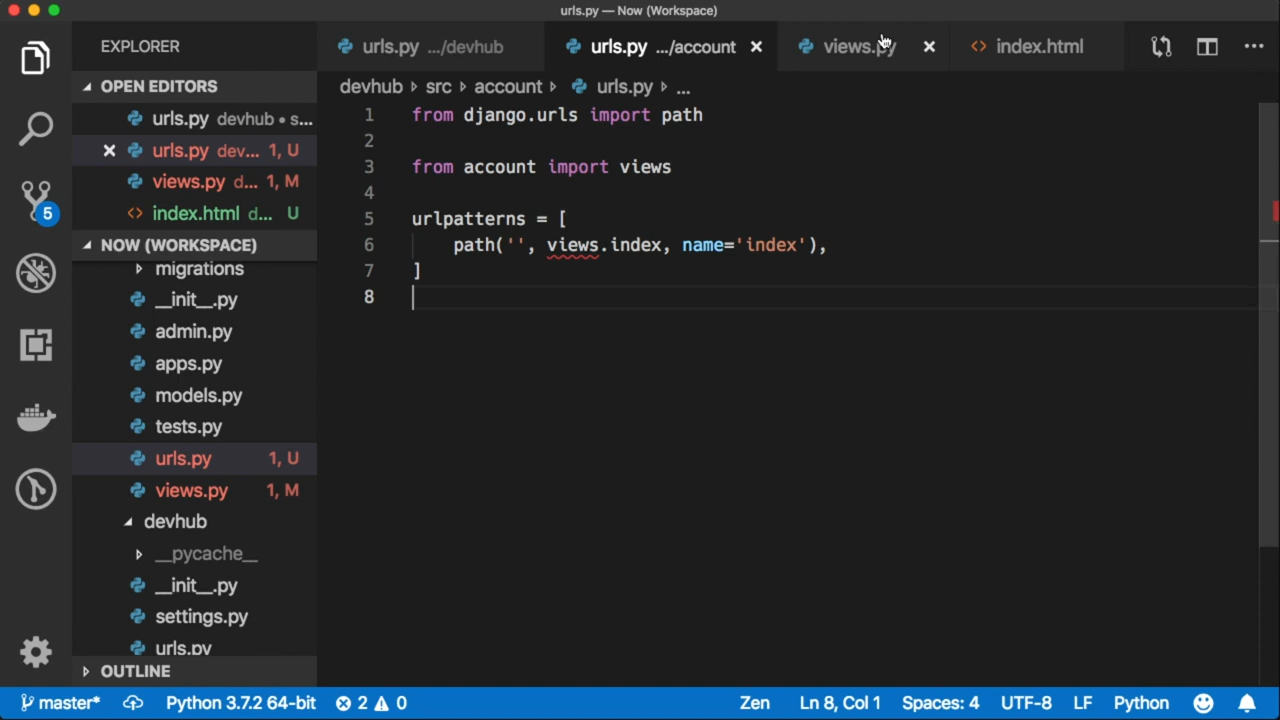 urls.py — Now (Workspace)
EXPLORER
urls.py .../devhub
urls.py .../account
views.py
index.html
OPEN EDITORS
urls.py devhub • s...
urls.py dev... 1, U
views.py d... 1, M
index.html d... U
NOW (WORKSPACE)
migrations
__init__.py
admin.py
apps.py
models.py
tests.py
urls.py 1, U
views.py 1, M
devhub
__pycache__
__init__.py
settings.py
urls.py
OUTLINE
5
devhub src account urls.py ...
1 from django.urls import path
2
3 from account import views
4
5 urlpatterns = [
6 path('', views.index, name='index'),
7 ]
8
master* Python 3.7.2 64-bit 2 0 Zen Ln 8, Col 1 Spaces: 4 UTF-8 LF Python